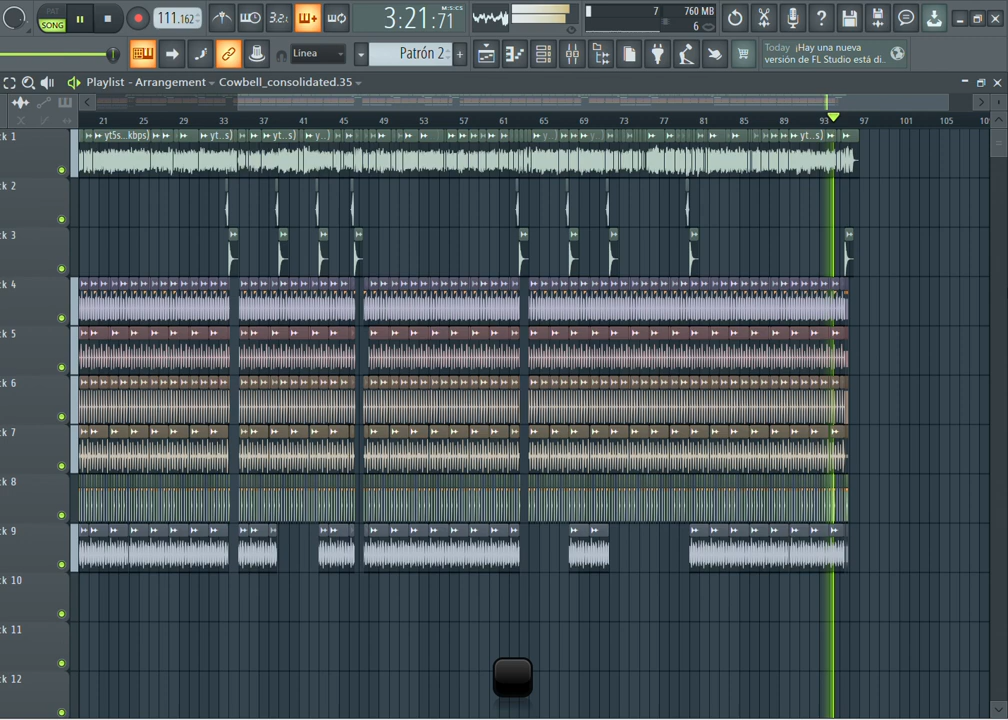 PAT
SONG
111.162
3.2
3:21:71
M:S:CS
7
760 MB
6
Línea
Patrón 2
+
Today ¡Hay una nueva
versión de FL Studio está di..
Playlist - Arrangement Cowbell_consolidated.35
21 25 29 33 37 41 45 49 53 57 61 65 69 73 77 81 85 89 93 97 101 105 109
ck 1
yt5s...kbps) yt...s) yt...s) y...) y... y yt...s)
ck 2
ck 3
ck 4
ck 5
ck 6
ck 7
ck 8
ck 9
ck 10
ck 11
ck 12